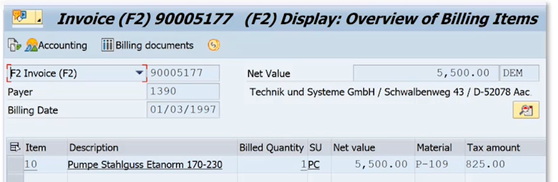 Invoice (F2) 90005177 (F2) Display: Overview of Billing Items
Accounting Billing documents
F2 Invoice (F2) 90005177 Net Value 5,500.00 DEM
Payer 1390 Technik und Systeme GmbH / Schwalbenweg 43 / D-52078 Aac
Billing Date 01/03/1997
Item Description Billed Quantity SU Net value Material Tax amount
10 Pumpe Stahlguss Etanorm 170-230 1 PC 5,500.00 P-109 825.00